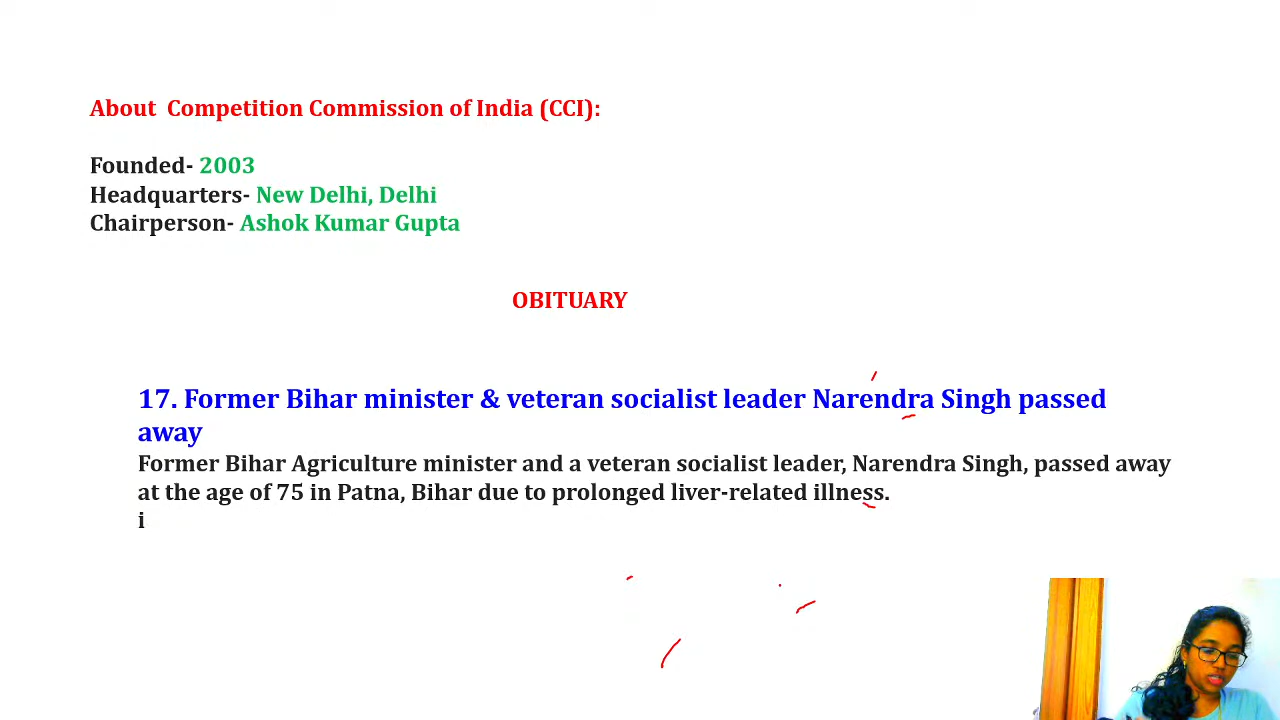 About  Competition Commission of India (CCI):
Founded- 2003
Headquarters- New Delhi, Delhi
Chairperson- Ashok Kumar Gupta
OBITUARY
17. Former Bihar minister & veteran socialist leader Narendra Singh passed
away
Former Bihar Agriculture minister and a veteran socialist leader, Narendra Singh, passed away
at the age of 75 in Patna, Bihar due to prolonged liver-related illness.
i